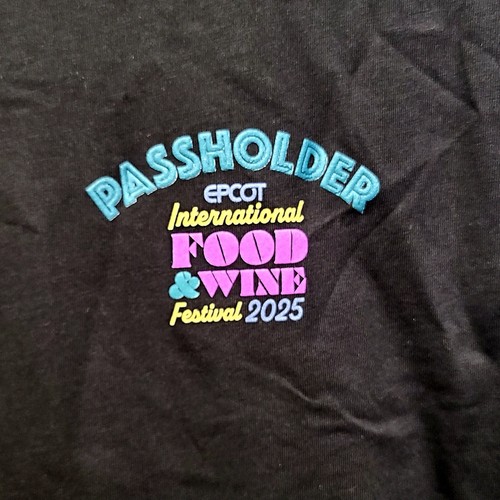 PASSHOLDER
EPCOT
International
FOOD
& WINE
Festival 2025